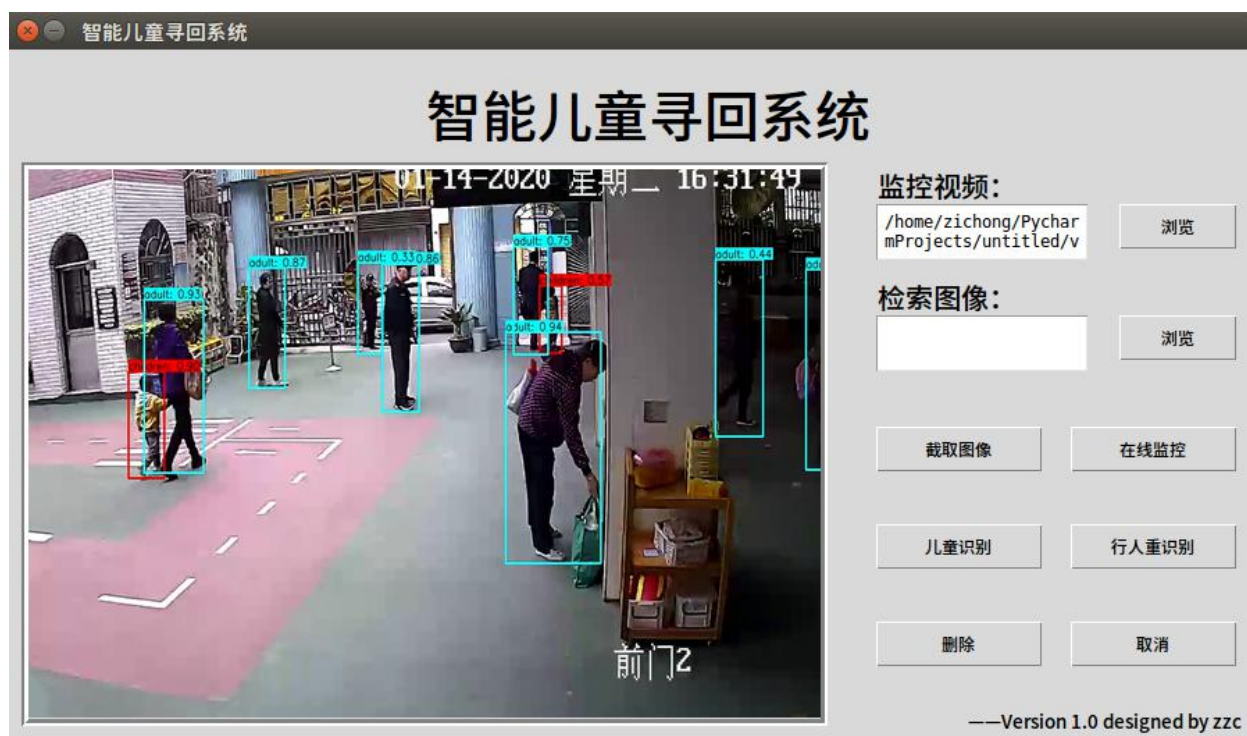 智能儿童寻回系统
智能儿童寻回系统
01-14-2020 星期二 16:31:49
监控视频：
/home/zichong/Pychar
mProjects/untitled/v
浏览
检索图像：
浏览
adult: 0.75
adult: 0.87
adult: 0.33
0.86
adult: 0.44
adult: 0.93
adult: 0.94
截取图像
在线监控
儿童识别
行人重识别
删除
取消
前门2
——Version 1.0 designed by zzc